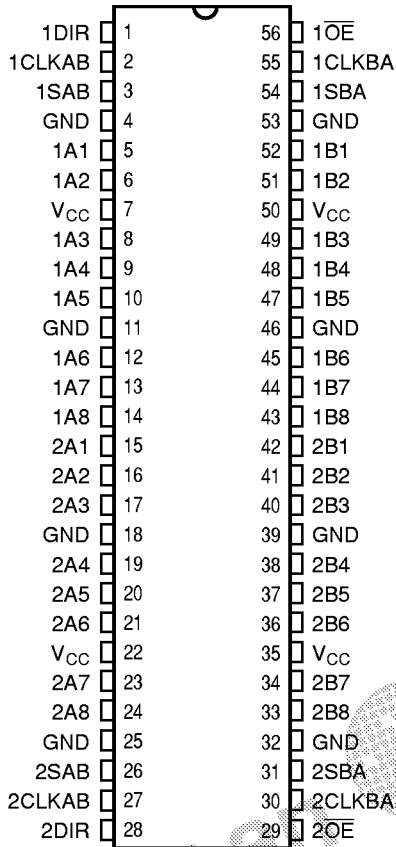 1DIR 1 56 1O̅E̅
1CLKAB 2 55 1CLKBA
1SAB 3 54 1SBA
GND 4 53 GND
1A1 5 52 1B1
1A2 6 51 1B2
VCC 7 50 VCC
1A3 8 49 1B3
1A4 9 48 1B4
1A5 10 47 1B5
GND 11 46 GND
1A6 12 45 1B6
1A7 13 44 1B7
1A8 14 43 1B8
2A1 15 42 2B1
2A2 16 41 2B2
2A3 17 40 2B3
GND 18 39 GND
2A4 19 38 2B4
2A5 20 37 2B5
2A6 21 36 2B6
VCC 22 35 VCC
2A7 23 34 2B7
2A8 24 33 2B8
GND 25 32 GND
2SAB 26 31 2SBA
2CLKAB 27 30 2CLKBA
2DIR 28 29 2O̅E̅